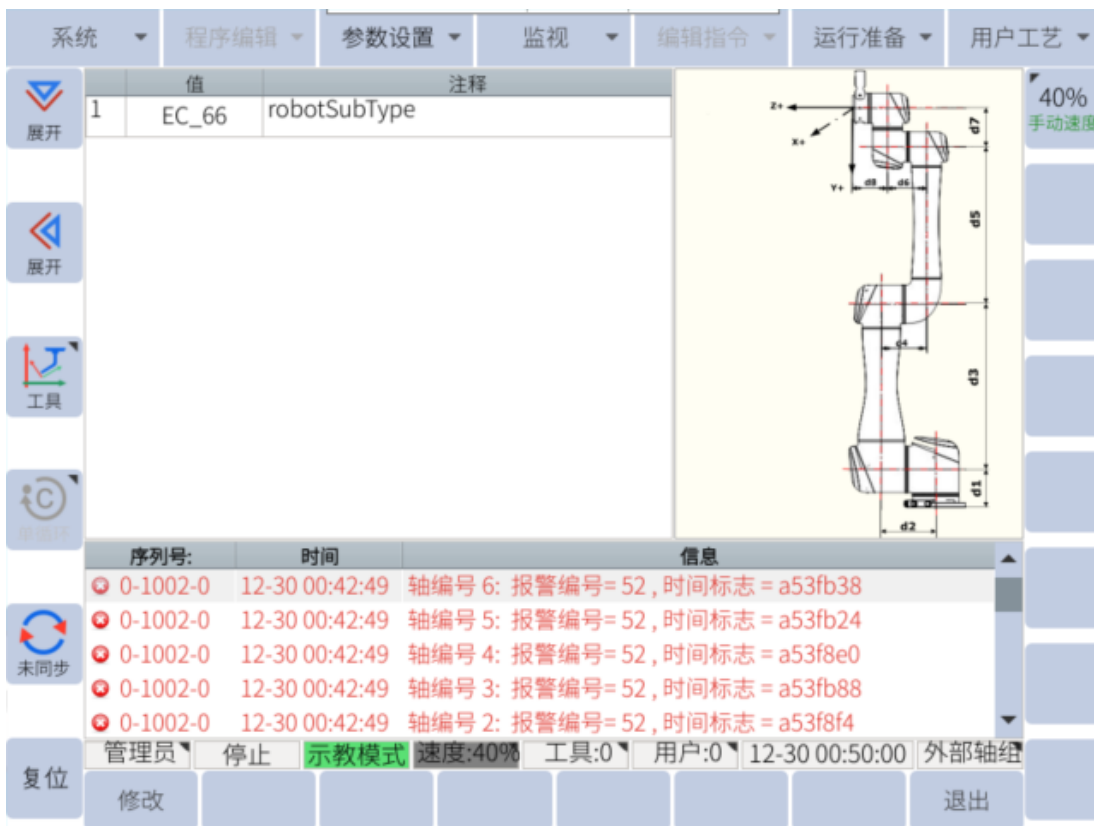 系统 程序编辑 参数设置 监视 编辑指令 运行准备 用户工艺
展开
值 注释
1 EC_66 robotSubType
40%
手动速度
Z+
X+
Y+
d8 d6
d7
d5
d4
d3
d1
d2
展开
工具
未同步
复位
序列号: 时间 信息
0-1002-0 12-30 00:42:49 轴编号 6: 报警编号= 52 , 时间标志 = a53fb38
0-1002-0 12-30 00:42:49 轴编号 5: 报警编号= 52 , 时间标志 = a53fb24
0-1002-0 12-30 00:42:49 轴编号 4: 报警编号= 52 , 时间标志 = a53f8e0
0-1002-0 12-30 00:42:49 轴编号 3: 报警编号= 52 , 时间标志 = a53fb88
0-1002-0 12-30 00:42:49 轴编号 2: 报警编号= 52 , 时间标志 = a53f8f4
管理员 停止 示教模式 速度:40% 工具:0 用户:0 12-30 00:50:00 外部轴组
修改 退出